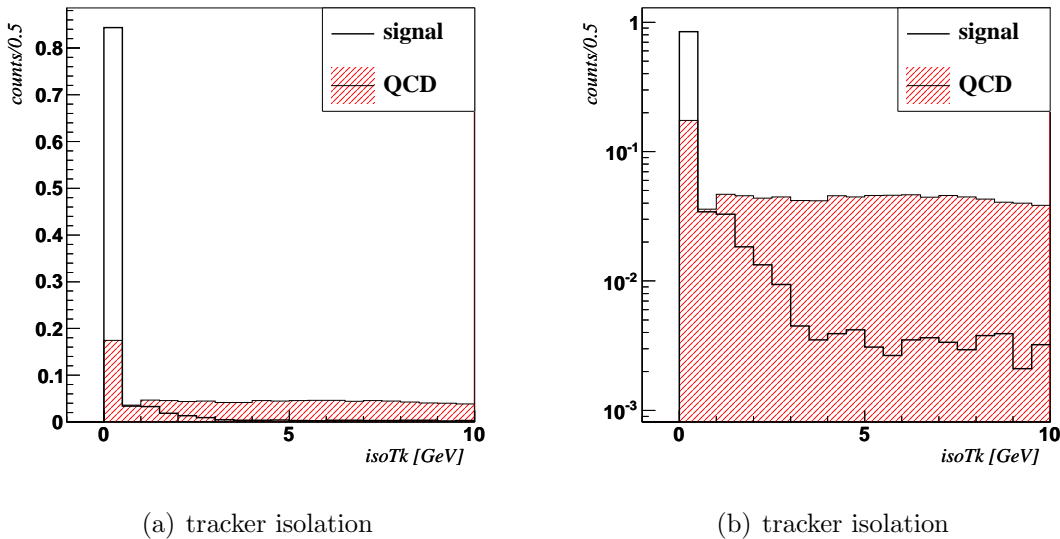 counts/0.5
signal
QCD
0.8
0.7
0.6
0.5
0.4
0.3
0.2
0.1
0
0 5 10
isoTk [GeV]
(a) tracker isolation
counts/0.5
signal
QCD
1
10-1
10-2
10-3
0 5 10
isoTk [GeV]
(b) tracker isolation